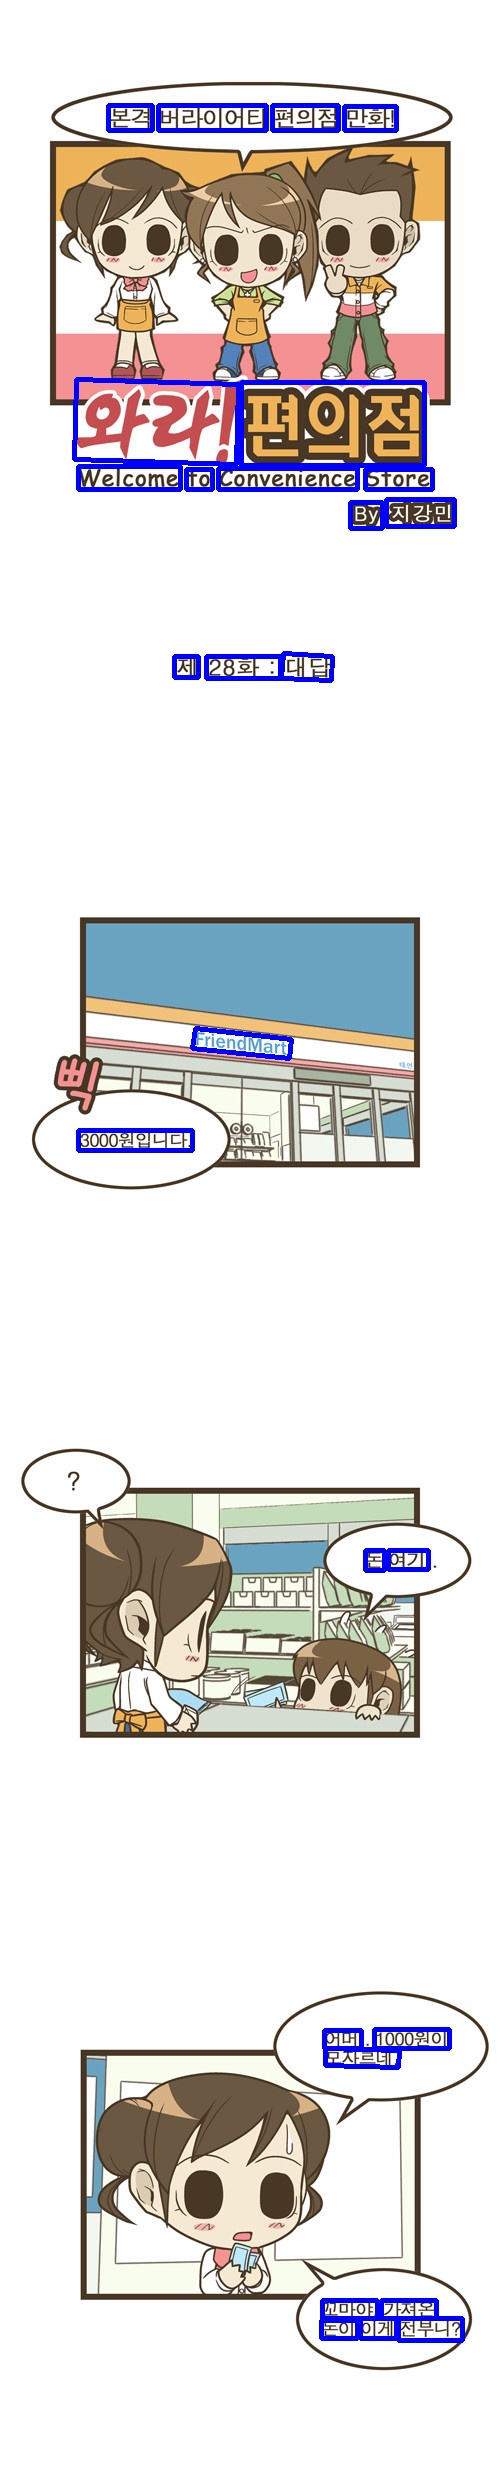 본격 버라이어티 편의점 만화!
와라! 편의점
Welcome to Convenience Store
By 지강민
제 28화 : 대답
FriendMart
삑
3000원입니다.
?
돈 여기 .
어머 . 1000원이
모자르네
꼬마야 가져온
돈이 이게 전부니?